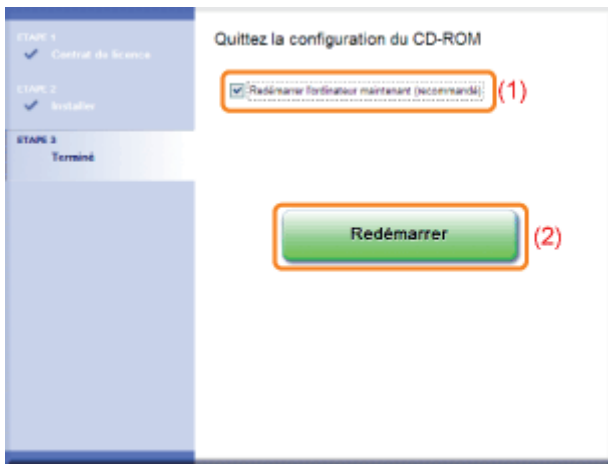 ETAPE 1
Contrat de licence
ETAPE 2
Installer
ETAPE 3
Terminé
Quittez la configuration du CD-ROM
Redémarrer l'ordinateur maintenant (recommandé)
(1)
Redémarrer
(2)